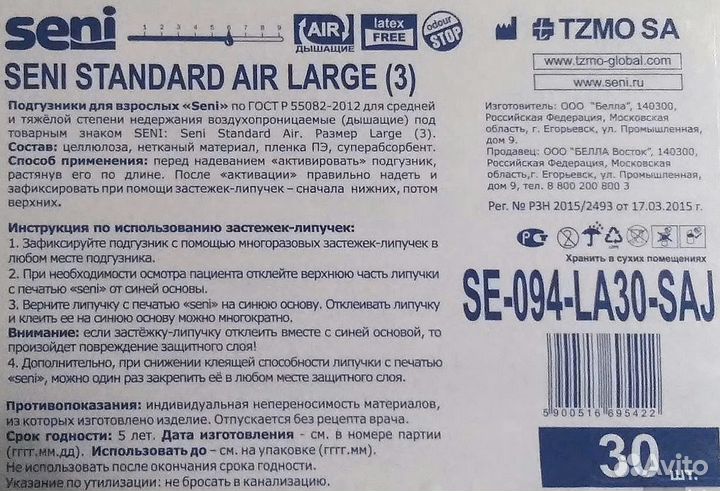 seni
1 2 3 4 5 6 7 8 9
AIR
ДЫШАЩИЕ
latex
FREE
odour
STOP
TZMO SA
www.tzmo-global.com
www.seni.ru
SENI STANDARD AIR LARGE (3)
Подгузники для взрослых «Seni» по ГОСТ Р 55082-2012 для средней
и тяжёлой степени недержания воздухопроницаемые (дышащие) под
товарным знаком SENI: Seni Standard Air. Размер Large (3).
Состав: целлюлоза, нетканый материал, пленка ПЭ, суперабсорбент.
Способ применения: перед надеванием «активировать» подгузник,
растянув его по длине. После «активации» правильно надеть и
зафиксировать при помощи застежек-липучек – сначала нижних, потом
верхних.
Изготовитель: ООО "Белла", 140300,
Российская Федерация, Московская
область, г. Егорьевск, ул. Промышленная,
дом 9.
Продавец: ООО "БЕЛЛА Восток", 140300,
Российская Федерация, Московская
область,г. Егорьевск, ул. Промышленная,
дом 9, тел. 8 800 200 800 3
Рег. № РЗН 2015/2493 от 17.03.2015 г.
Хранить в сухих помещениях
Инструкция по использованию застежек-липучек:
1. Зафиксируйте подгузник с помощью многоразовых застежек-липучек в
любом месте подгузника.
2. При необходимости осмотра пациента отклейте верхнюю часть липучки
с печатью «seni» от синей основы.
3. Верните липучку с печатью «seni» на синюю основу. Отклеивать липучку
и клеить ее на синюю основу можно многократно.
Внимание: если застёжку-липучку отклеить вместе с синей основой, то
произойдет повреждение защитного слоя!
4. Дополнительно, при снижении клеящей способности липучки с печатью
«seni», можно один раз закрепить её в любом месте защитного слоя.
SE-094-LA30-SAJ
5 900516 695422
Противопоказания: индивидуальная непереносимость материалов,
из которых изготовлено изделие. Отпускается без рецепта врача.
Срок годности: 5 лет. Дата изготовления - см. в номере партии
(гггг.мм.дд). Использовать до – см. на упаковке (гггг.мм).
Не использовать после окончания срока годности.
Указание по утилизации: не бросать в канализацию.
30
шт.
Avito